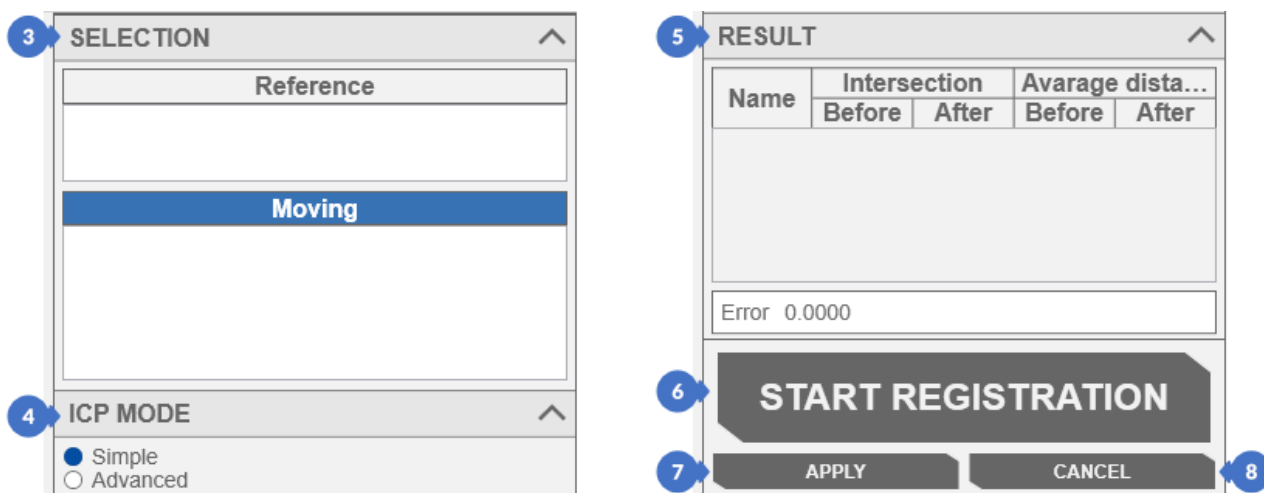 3 SELECTION
Reference
Moving
4 ICP MODE
Simple
Advanced
5 RESULT
Name Intersection Avarage dista...
Before After Before After
Error 0.0000
6 START REGISTRATION
7 APPLY CANCEL 8